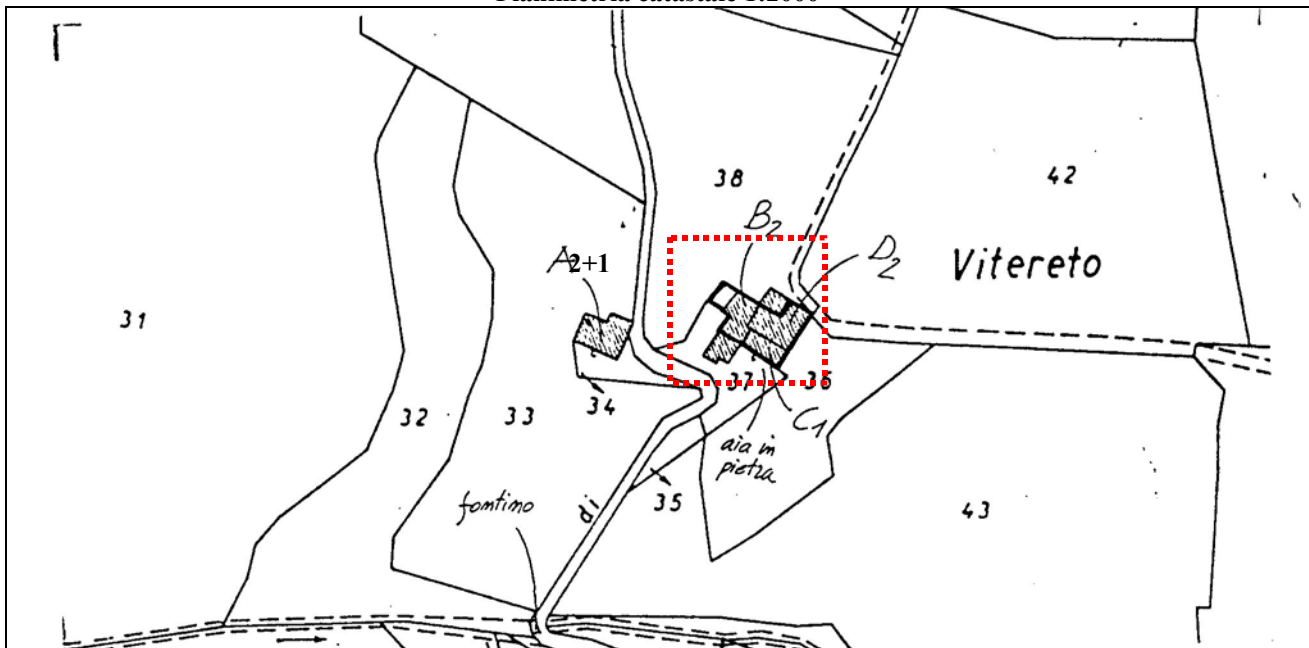 38
42
B2
A2+1
D2
Vitereto
31
37
36
34
32
33
C1
aia in
pietra
35
fontino
di
43